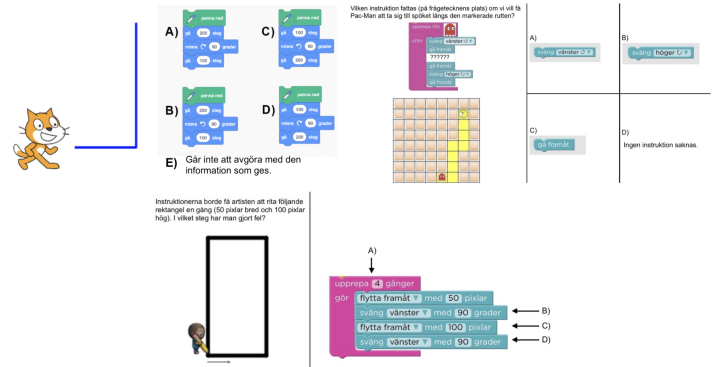 A)
penna ned
gå 200 steg
rotera 90 grader
gå 100 steg
C)
penna ned
gå 100 steg
rotera 90 grader
gå 200 steg
B)
penna ned
gå 200 steg
rotera 90 grader
gå 100 steg
D)
penna ned
gå 100 steg
rotera 90 grader
gå 200 steg
E) Går inte att avgöra med den
information som ges.
Vilken instruktion fattas (på frågetecknens plats) om vi vill få
Pac-Man att ta sig till spöket längs den markerade rutten?
upprepa tills
gör
sväng vänster ↺ ▼
gå framåt
??????
gå framåt
sväng höger ↻ ▼
gå framåt
A)
sväng vänster ↺ ▼
B)
sväng höger ↻ ▼
C)
gå framåt
D)
Ingen instruktion saknas.
Instruktionerna borde få artisten att rita följande
rektangel en gång (50 pixlar bred och 100 pixlar
hög). I vilket steg har man gjort fel?
A)
upprepa 4 gånger
gör flytta framåt ▼ med 50 pixlar
sväng vänster ▼ med 90 grader B)
flytta framåt ▼ med 100 pixlar C)
sväng vänster ▼ med 90 grader D)